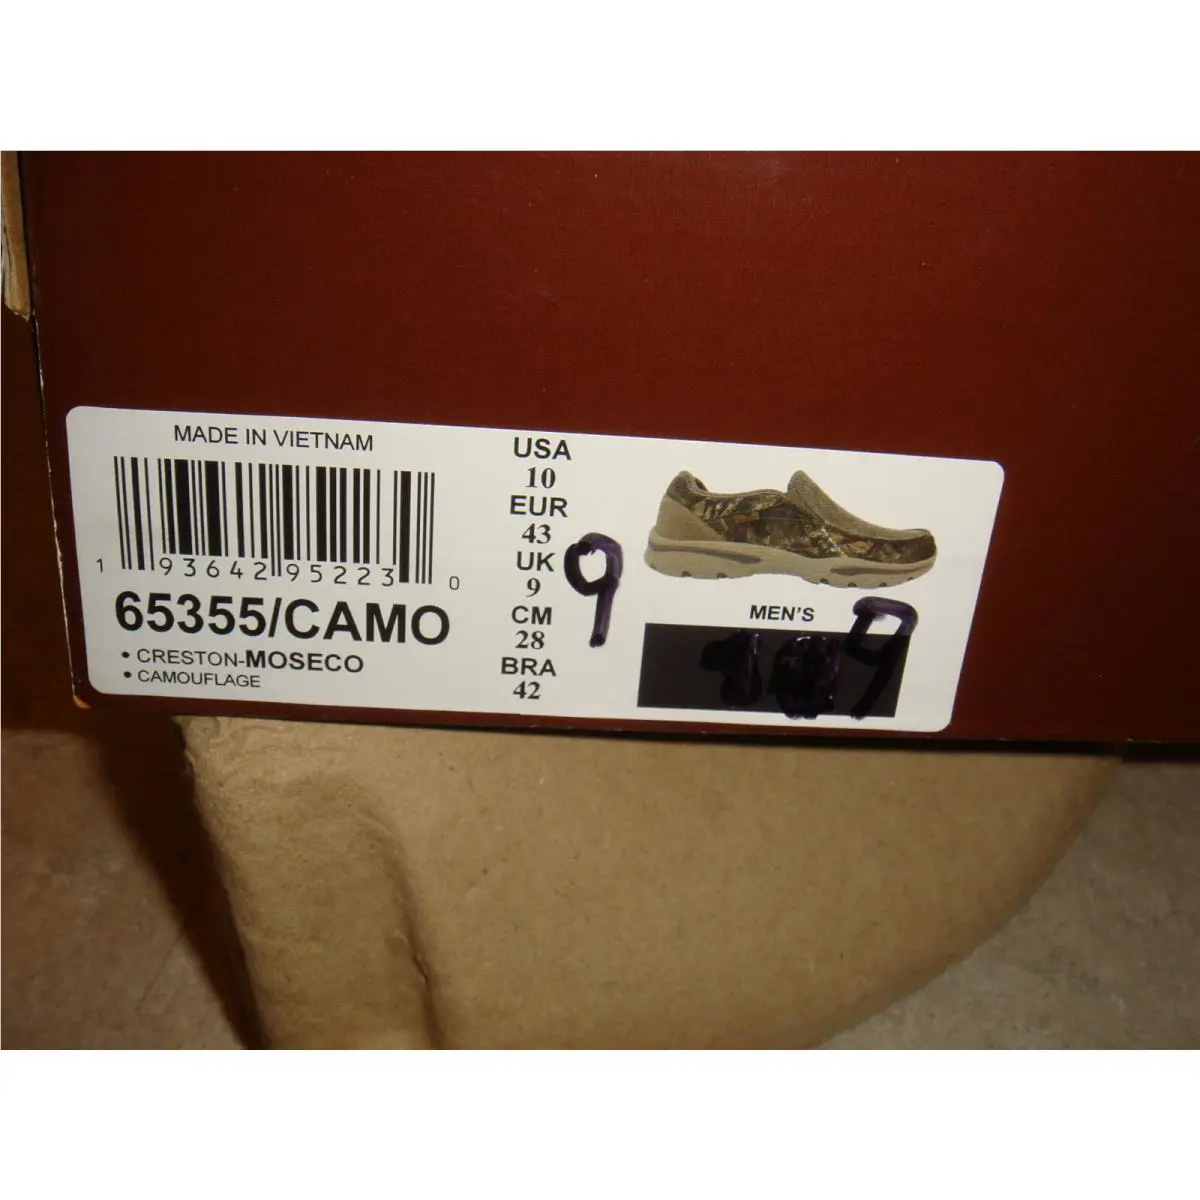 MADE IN VIETNAM
1 93642 95223 0
65355/CAMO
• CRESTON-MOSECO
• CAMOUFLAGE
USA
10
EUR
43
UK
9
CM
28
BRA
42
9
MEN'S
9